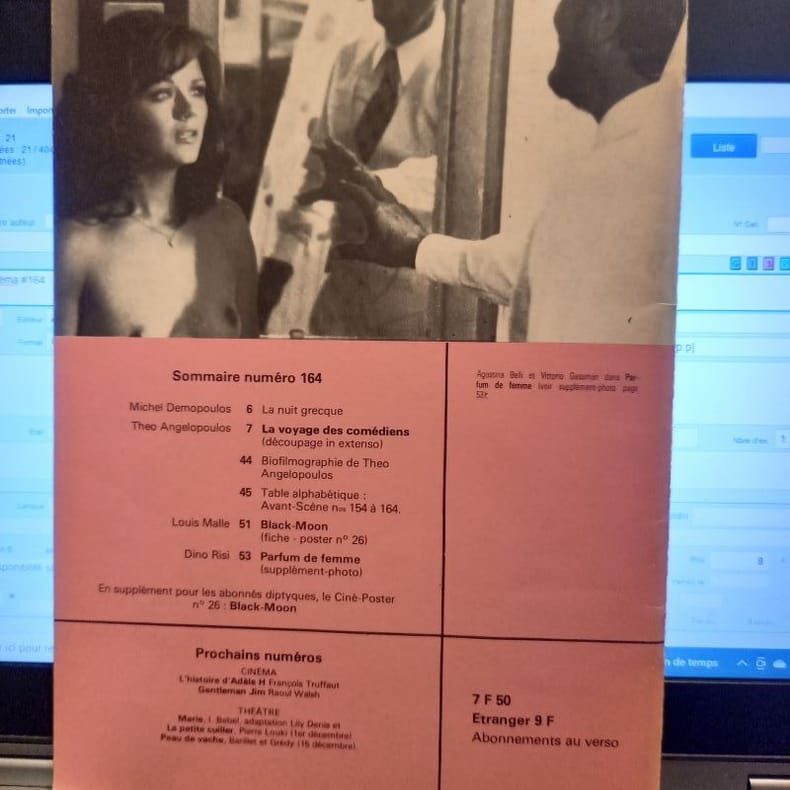 Sommaire numéro 164
Michel Demopoulos 6 La nuit grecque
Theo Angelopoulos 7 La voyage des comédiens
(découpage in extenso)
44 Biofilmographie de Theo
Angelopoulos
45 Table alphabétique :
Avant-Scène nos 154 à 164.
Louis Malle 51 Black-Moon
(fiche - poster n° 26)
Dino Risi 53 Parfum de femme
(supplément-photo)
En supplément pour les abonnés diptyques, le Ciné-Poster
n° 26 : Black-Moon
Agostina Belli et Vittorio Gassman dans Par-
fum de femme (voir supplément-photo page
53).
Prochains numéros
CINÉMA
L'histoire d'Adèle H François Truffaut
Gentleman Jim Raoul Walsh
THÉATRE
Marie, I. Babel, adaptation Lily Denis et
La petite cuiller, Pierre Louki (1er décembre)
Peau de vache, Barillet et Grédy (15 décembre).
7 F 50
Etranger 9 F
Abonnements au verso
Liste
éma #164
n de temps